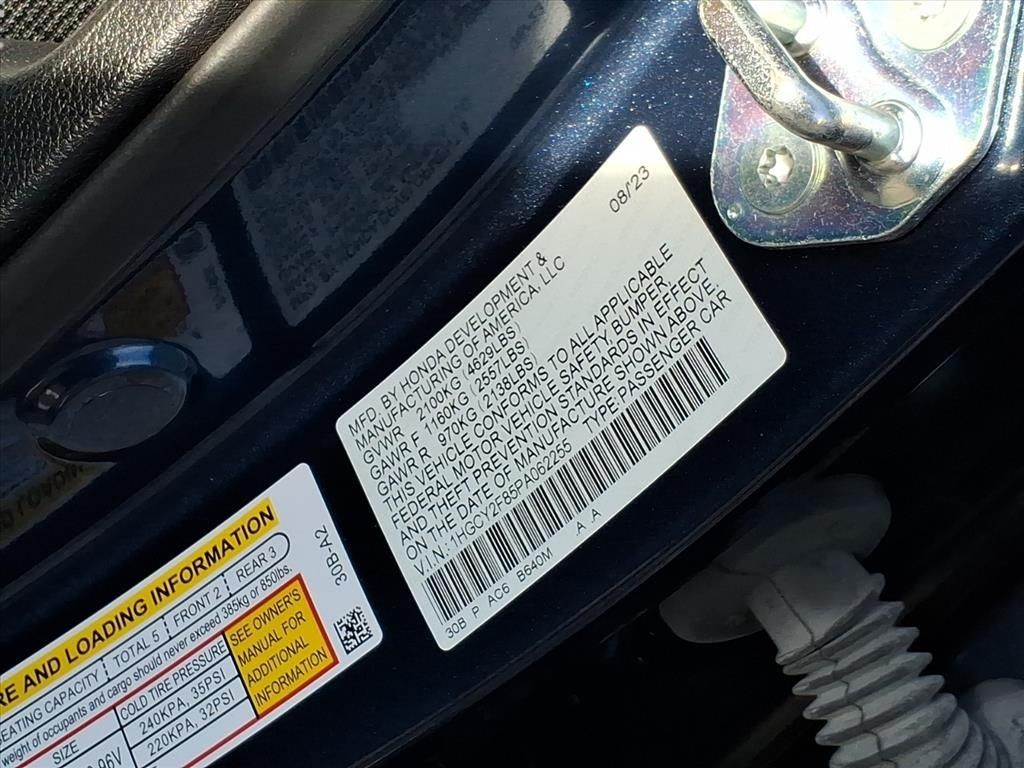 08/'23
MFD. BY HONDA DEVELOPMENT &
MANUFACTURING OF AMERICA, LLC
GVWR 2100KG (4629LBS)
GAWR F 1160KG (2557LBS)
GAWR R 970KG (2138LBS)
THIS VEHICLE CONFORMS TO ALL APPLICABLE
FEDERAL MOTOR VEHICLE SAFETY, BUMPER
AND THEFT PREVENTION STANDARDS IN EFFECT
ON THE DATE OF MANUFACTURE SHOWN ABOVE.
V.I.N.: 1HGCY2F85PA062255 TYPE:PASSENGER CAR
30B P AC6 B640M A A
RE AND LOADING INFORMATION
30B-A2
EATING CAPACITY TOTAL 5 FRONT 2 REAR 3
weight of occupants and cargo should never exceed 385kg or 850lbs.
SIZE COLD TIRE PRESSURE
240KPA, 35PSI
96V 220KPA, 32PSI
SEE OWNER'S
MANUAL FOR
ADDITIONAL
INFORMATION